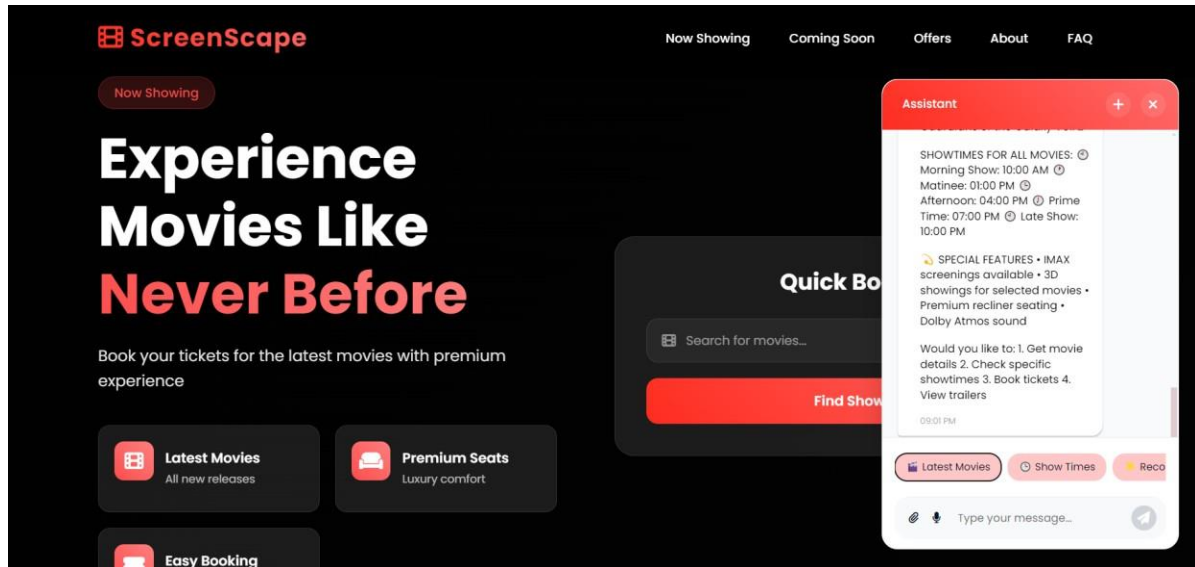 ScreenScape
Now Showing
Coming Soon
Offers
About
FAQ
Now Showing
Experience
Movies Like
Never Before
Book your tickets for the latest movies with premium
experience
Latest Movies
All new releases
Premium Seats
Luxury comfort
Easy Booking
Quick Bo
Search for movies...
Find Show
Assistant
SHOWTIMES FOR ALL MOVIES: 🕙
Morning Show: 10:00 AM 🕐
Matinee: 01:00 PM 🕒
Afternoon: 04:00 PM 🕖 Prime
Time: 07:00 PM 🕙 Late Show:
10:00 PM
💫 SPECIAL FEATURES • IMAX
screenings available • 3D
showings for selected movies •
Premium recliner seating •
Dolby Atmos sound
Would you like to: 1. Get movie
details 2. Check specific
showtimes 3. Book tickets 4.
View trailers
09:01 PM
Latest Movies
Show Times
Reco
Type your message...